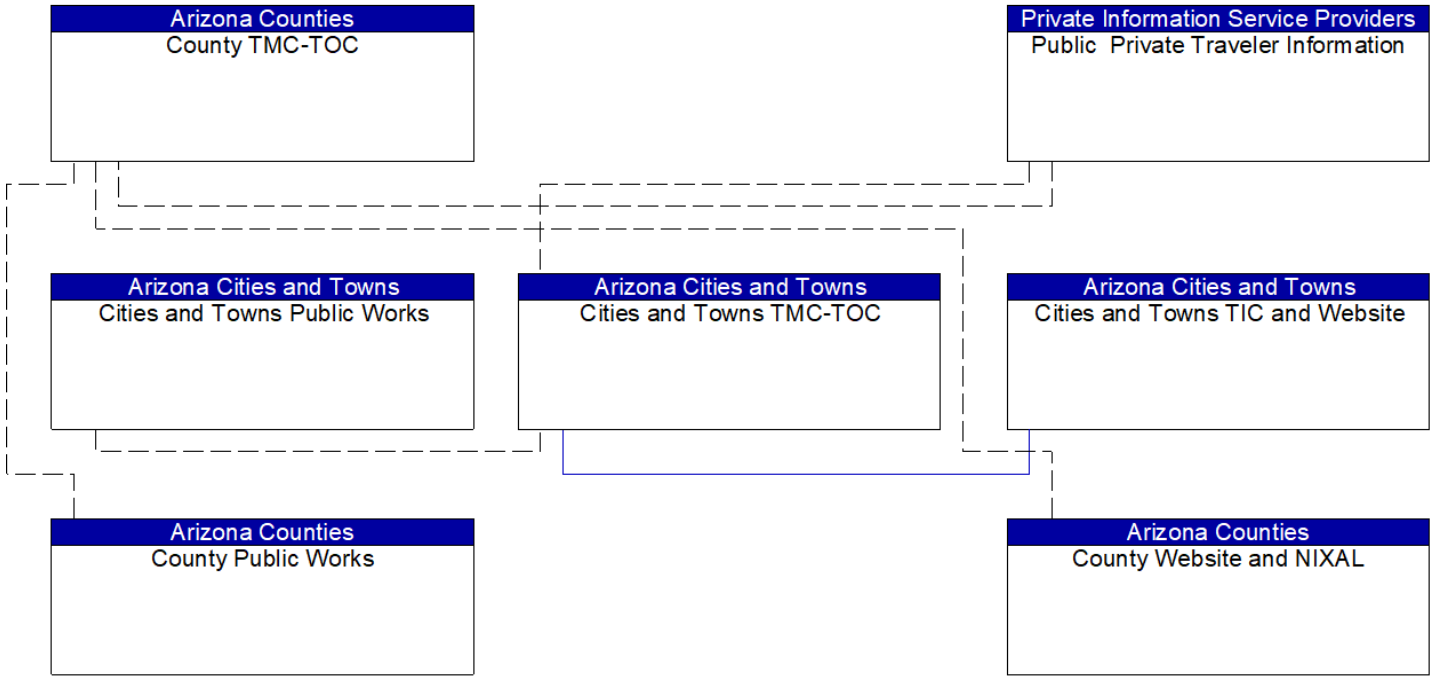 Arizona Counties
County TMC-TOC
Private Information Service Providers
Public  Private Traveler Information
Arizona Cities and Towns
Cities and Towns Public Works
Arizona Cities and Towns
Cities and Towns TMC-TOC
Arizona Cities and Towns
Cities and Towns TIC and Website
Arizona Counties
County Public Works
Arizona Counties
County Website and NIXAL